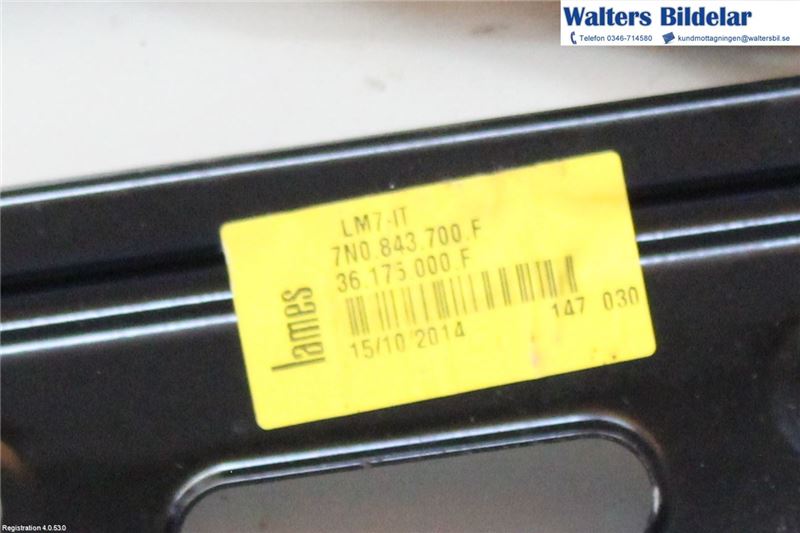 Walters Bildelar
Telefon 0346-714580 kundmottagningen@waltersbil.se
LM7-IT
7N0.843.700.F
36.175.000.F
lames
15/10/2014 147 030
Registration 4.0.53.0